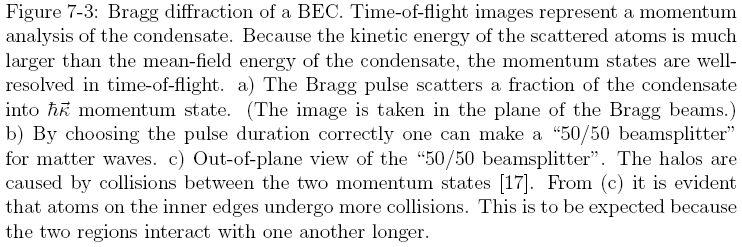 Figure 7-3: Bragg diffraction of a BEC. Time-of-flight images represent a momentum
analysis of the condensate. Because the kinetic energy of the scattered atoms is much
larger than the mean-field energy of the condensate, the momentum states are well-
resolved in time-of-flight. a) The Bragg pulse scatters a fraction of the condensate
into ħκ⃗ momentum state. (The image is taken in the plane of the Bragg beams.)
b) By choosing the pulse duration correctly one can make a “50/50 beamsplitter”
for matter waves. c) Out-of-plane view of the “50/50 beamsplitter”. The halos are
caused by collisions between the two momentum states [17]. From (c) it is evident
that atoms on the inner edges undergo more collisions. This is to be expected because
the two regions interact with one another longer.